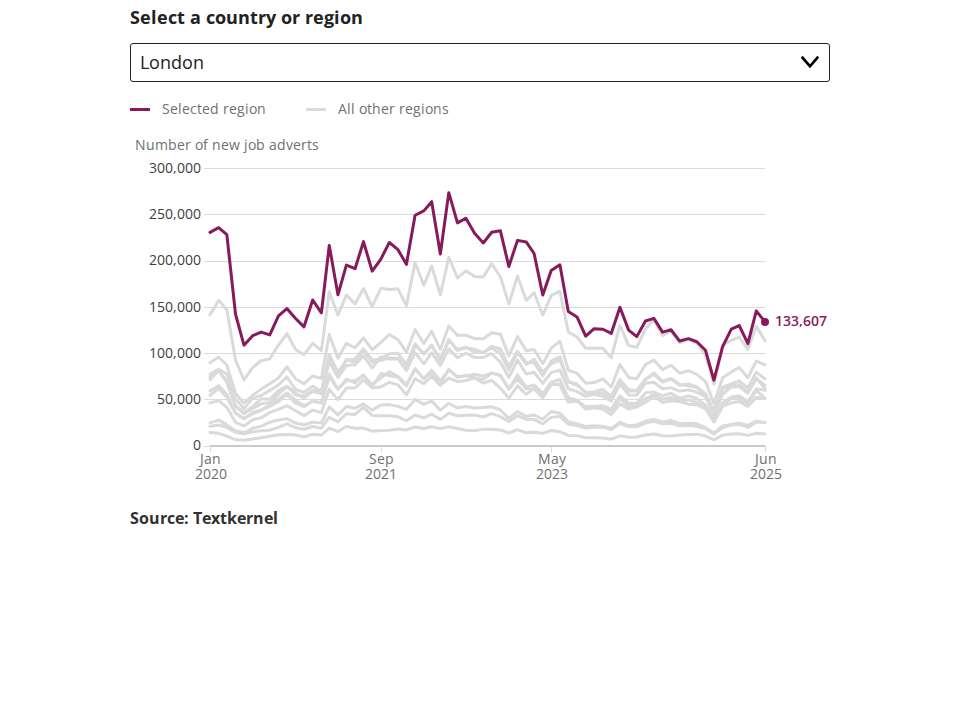 Select a country or region
London
Selected region
All other regions
Number of new job adverts
300,000
250,000
200,000
150,000
133,607
100,000
50,000
0
Jan Sep May Jun
2020 2021 2023 2025
Source: Textkernel